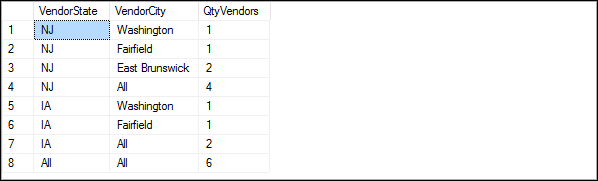 VendorState VendorCity QtyVendors
1 NJ Washington 1
2 NJ Fairfield 1
3 NJ East Brunswick 2
4 NJ All 4
5 IA Washington 1
6 IA Fairfield 1
7 IA All 2
8 All All 6